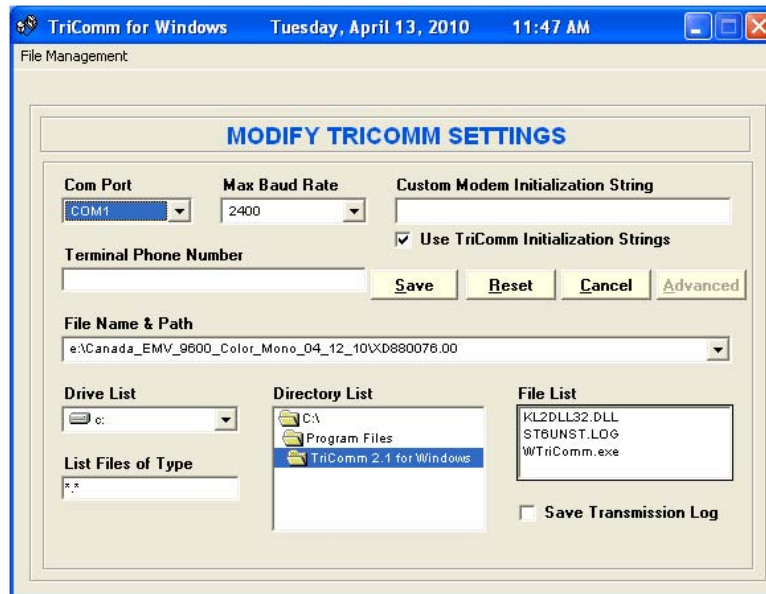 TriComm for Windows Tuesday, April 13, 2010 11:47 AM
File Management
MODIFY TRICOMM SETTINGS
Com Port Max Baud Rate Custom Modem Initialization String
COM1 2400
Use TriComm Initialization Strings
Terminal Phone Number
Save Reset Cancel Advanced
File Name & Path
e:\Canada_EMV_9600_Color_Mono_04_12_10\XD880076.00
Drive List Directory List File List
c: C:\ KL2DLL32.DLL
Program Files ST6UNST.LOG
TriComm 2.1 for Windows WTriComm.exe
List Files of Type
*.*
Save Transmission Log